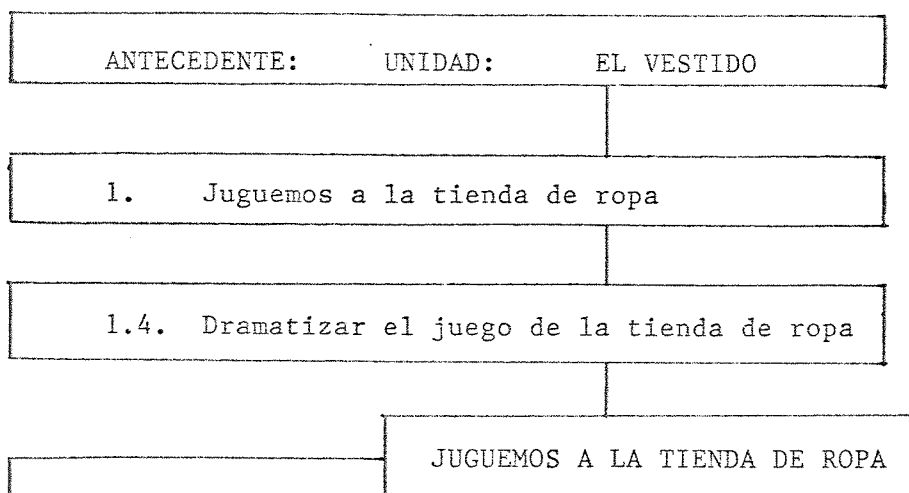 ANTECEDENTE: UNIDAD: EL VESTIDO
1. Juguemos a la tienda de ropa
1.4. Dramatizar el juego de la tienda de ropa
JUGUEMOS A LA TIENDA DE ROPA